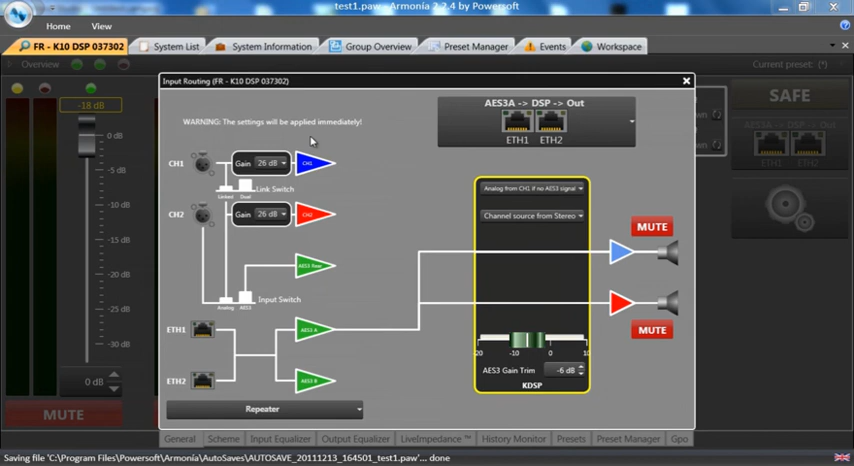 test1.paw* - Armonía 2.2.4 by Powersoft
Home View
FR - K10 DSP 037302 System List System Information Group Overview Preset Manager Events Workspace
Overview Current preset: (*)
Input Routing (FR - K10 DSP 037302)
-18 dB
WARNING: The settings will be applied immediately!
AES3A -> DSP -> Out
ETH1 ETH2
SAFE
CH1 Gain 26 dB CH1
Linked Dual Link Switch
CH2 Gain 26 dB CH2
AES3 Rear
Analog AES3 Input Switch
ETH1 AES3 A
ETH2 AES3 B
Repeater
Analog from CH1 if no AES3 signal
Channel source from Stereo
MUTE
MUTE
-10 0 10
AES3 Gain Trim -6 dB
KDSP
0 dB
-5 dB
-10 dB
-15 dB
-20 dB
-25 dB
-30 dB
0 dB
MUTE
ETH1 ETH2
General Scheme Input Equalizer Output Equalizer LiveImpedance ™ History Monitor Presets Preset Manager Gpo
Saving file 'C:\Program Files\Powersoft\Armonía\AutoSaves\AUTOSAVE_20111213_164501_test1.paw'... done